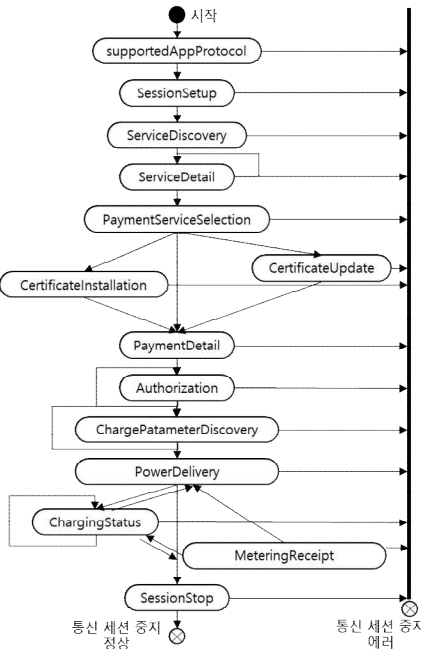 시작
supportedAppProtocol
SessionSetup
ServiceDiscovery
ServiceDetail
PaymentServiceSelection
CertificateUpdate
CertificateInstallation
PaymentDetail
Authorization
ChargePatameterDiscovery
PowerDelivery
ChargingStatus
MeteringReceipt
SessionStop
통신 세션 중지
정상
통신 세션 중지
에러